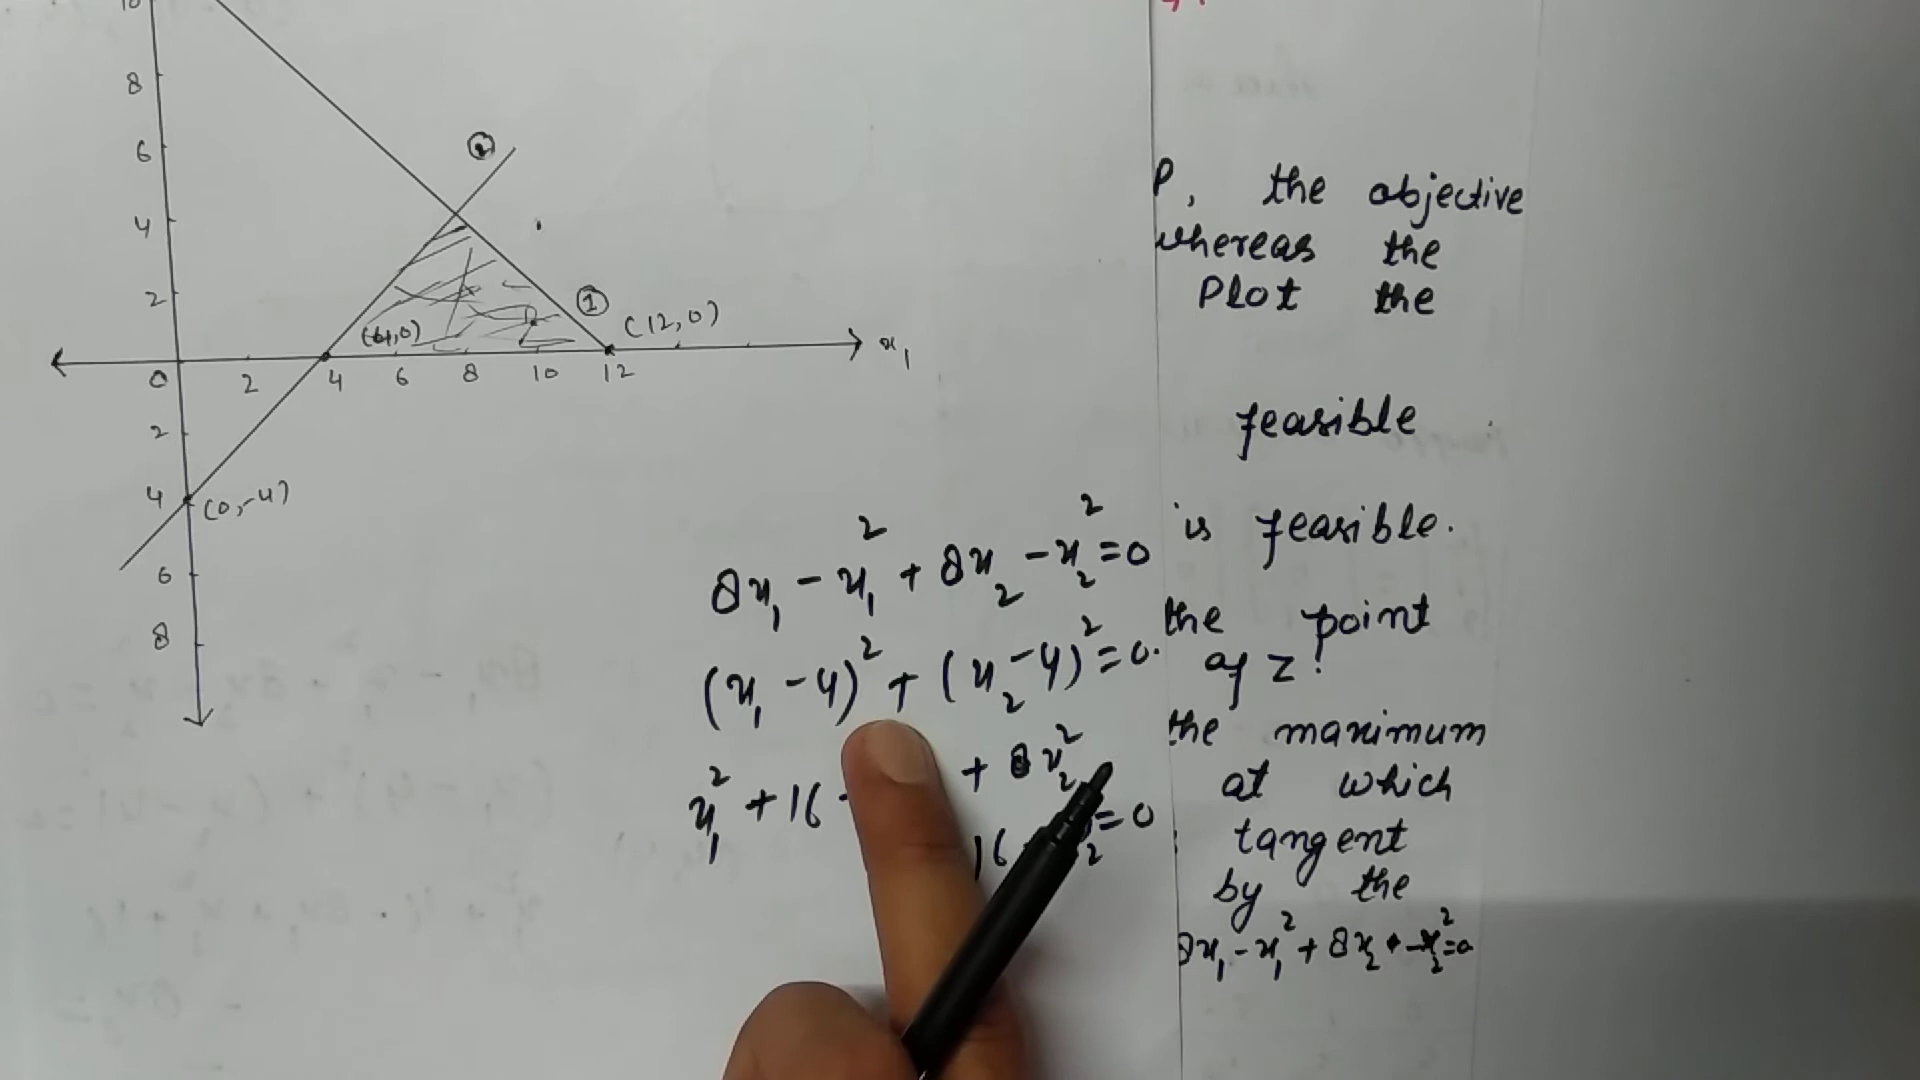 10
8
6
4
2
②
①
(4,0)
(12,0)
x₁
0 2 4 6 8 10 12
2
4
(0,-4)
6
8
8x₁ - x₁² + 8x₂ - x₂² = 0
(x₁ - 4)² + (x₂ - 4)² = 0.
x₁² + 16 - + 8x₂²
16 = 0
P, the objective
whereas the
Plot the
feasible
is feasible.
the point
of z?
the maximum
at which
tangent
by the
8x₁ - x₁² + 8x₂ - x₂² = 0